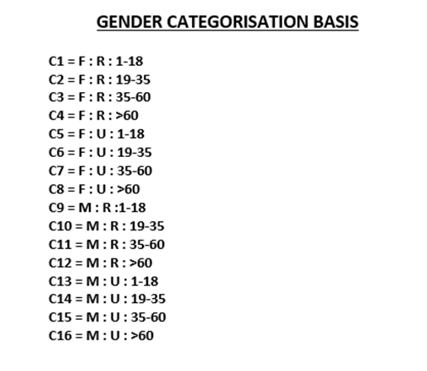 GENDER CATEGORISATION BASIS
C1 = F : R : 1-18
C2 = F : R : 19-35
C3 = F : R : 35-60
C4 = F : R : >60
C5 = F : U : 1-18
C6 = F : U : 19-35
C7 = F : U : 35-60
C8 = F : U : >60
C9 = M : R :1-18
C10 = M : R : 19-35
C11 = M : R : 35-60
C12 = M : R : >60
C13 = M : U : 1-18
C14 = M : U : 19-35
C15 = M : U : 35-60
C16 = M : U : >60